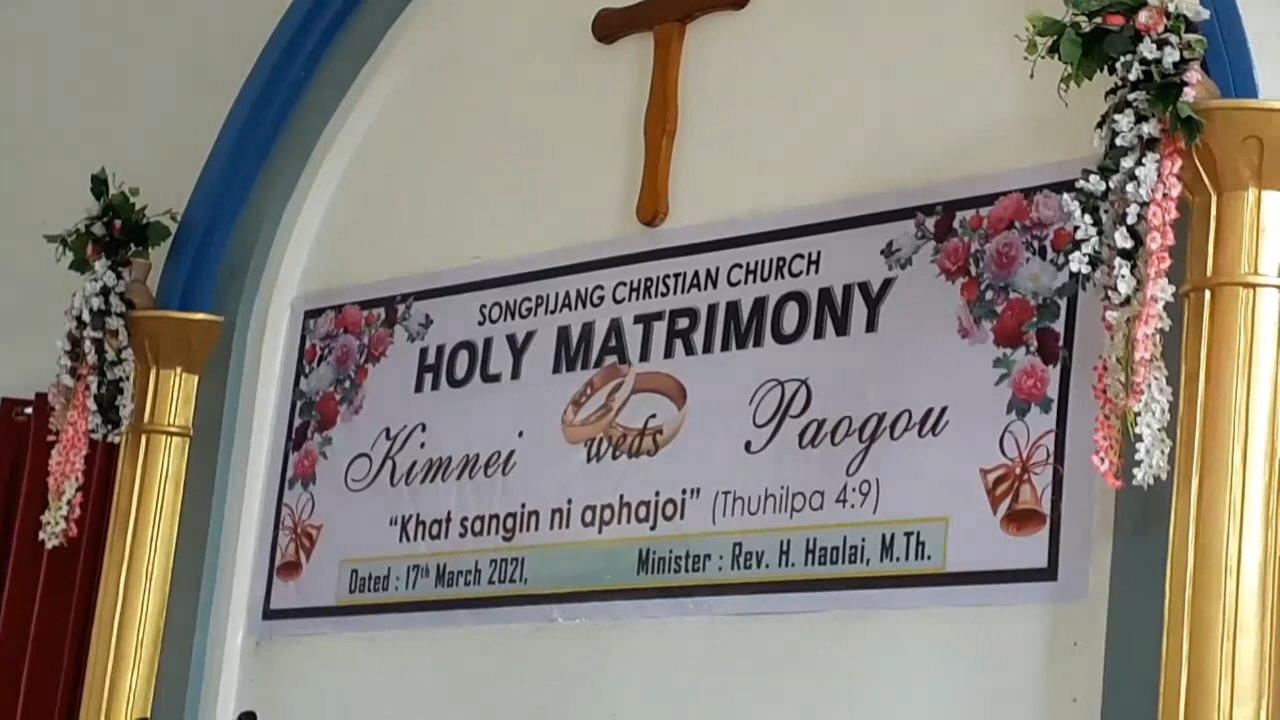 SONGPIJANG CHRISTIAN CHURCH
HOLY MATRIMONY
Kimnei weds Paogou
“Khat sangin ni aphajoi” (Thuhilpa 4:9)
Dated : 17th March 2021, Minister : Rev. H. Haolai, M.Th.